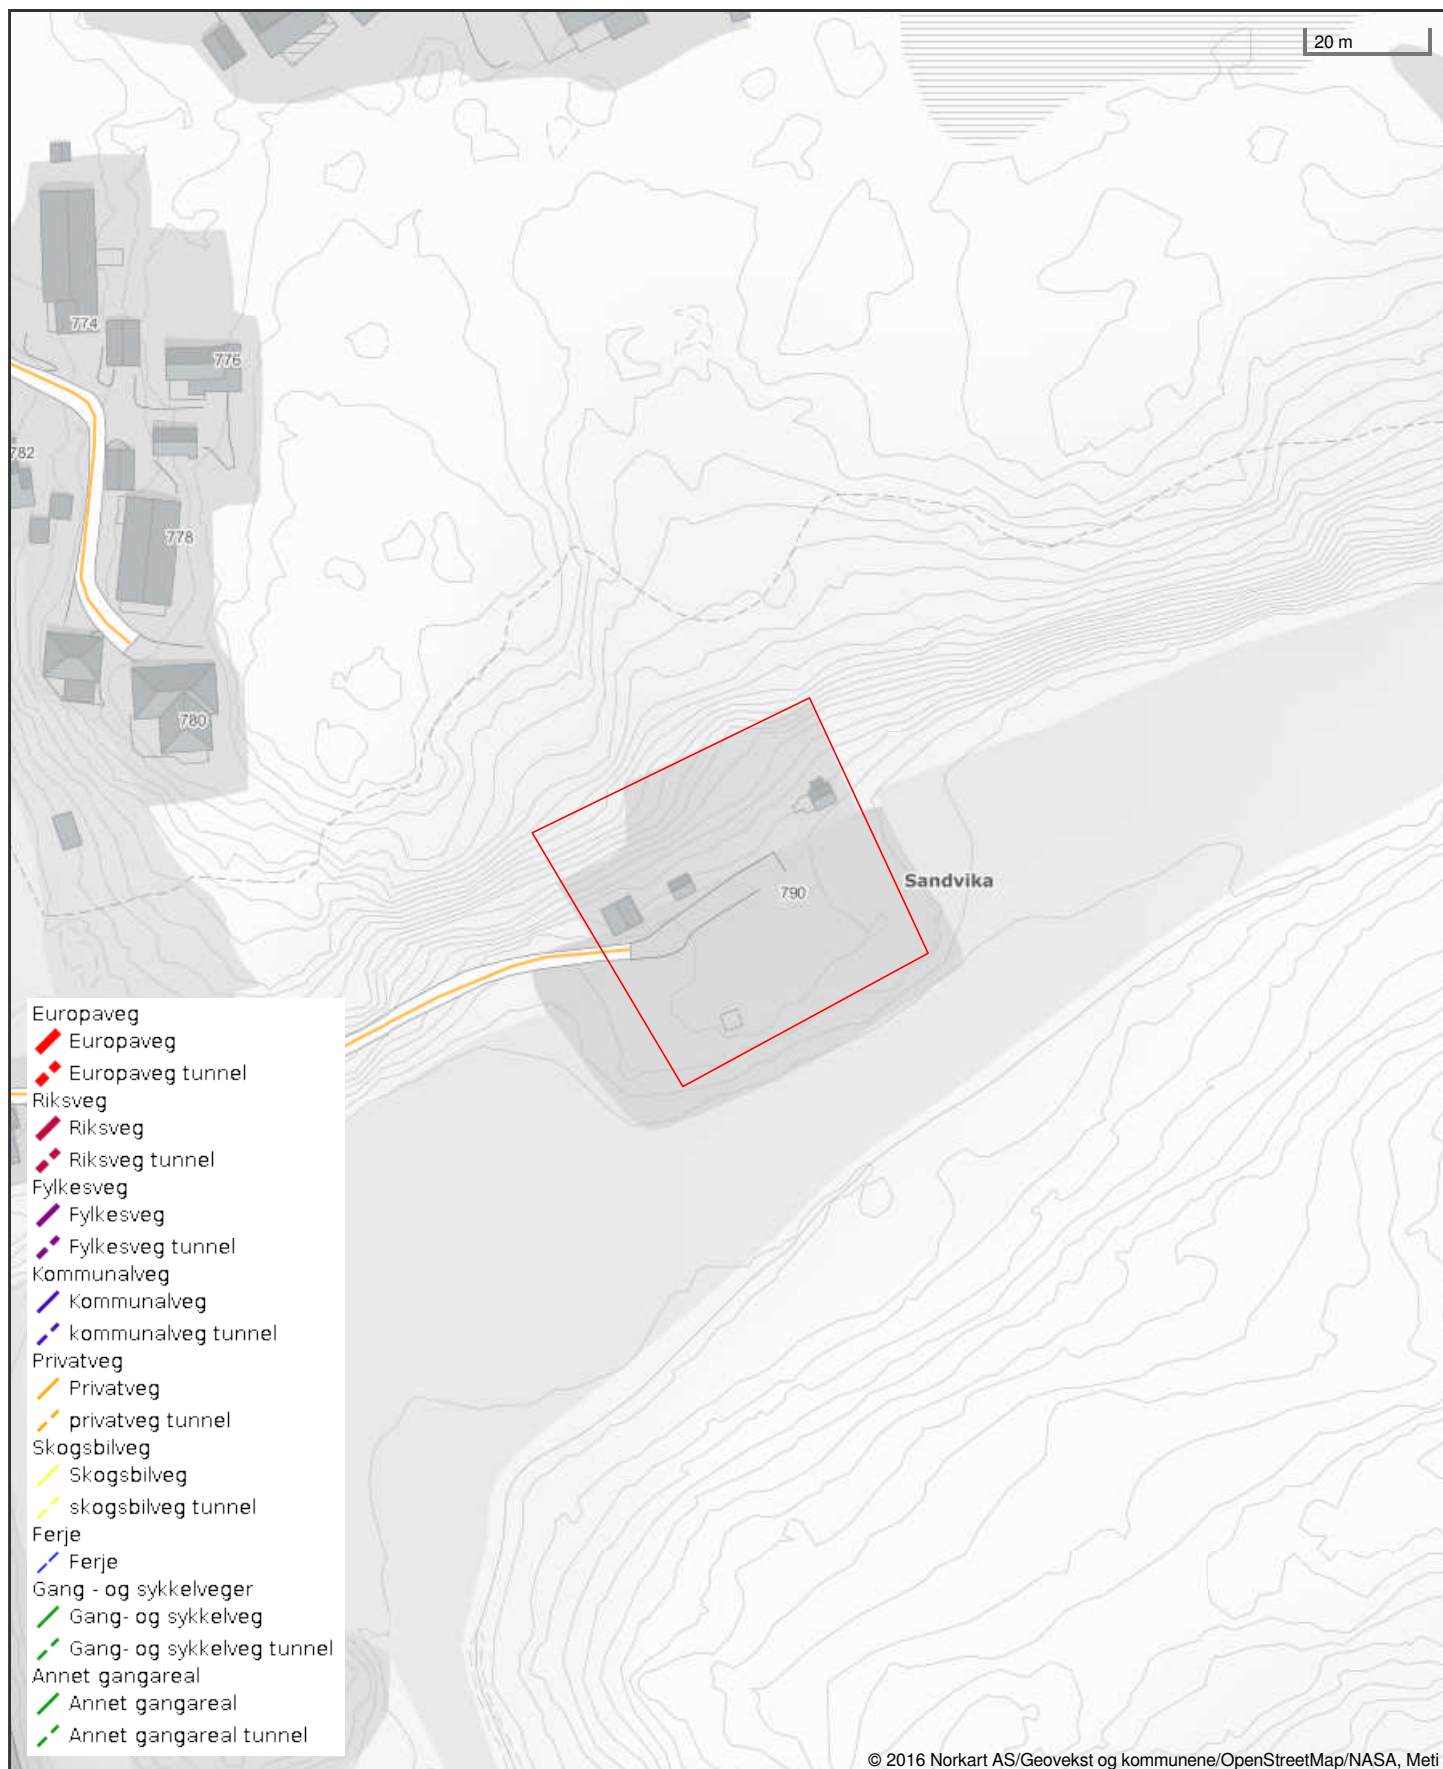 20 m
774
776
782
778
780
790
Sandvika
Europaveg
Europaveg
Europaveg tunnel
Riksveg
Riksveg
Riksveg tunnel
Fylkesveg
Fylkesveg
Fylkesveg tunnel
Kommunalveg
Kommunalveg
kommunalveg tunnel
Privatveg
Privatveg
privatveg tunnel
Skogsbilveg
Skogsbilveg
skogsbilveg tunnel
Ferje
Ferje
Gang - og sykkelveger
Gang- og sykkelveg
Gang- og sykkelveg tunnel
Annet gangareal
Annet gangareal
Annet gangareal tunnel
© 2016 Norkart AS/Geovekst og kommunene/OpenStreetMap/NASA, Meti